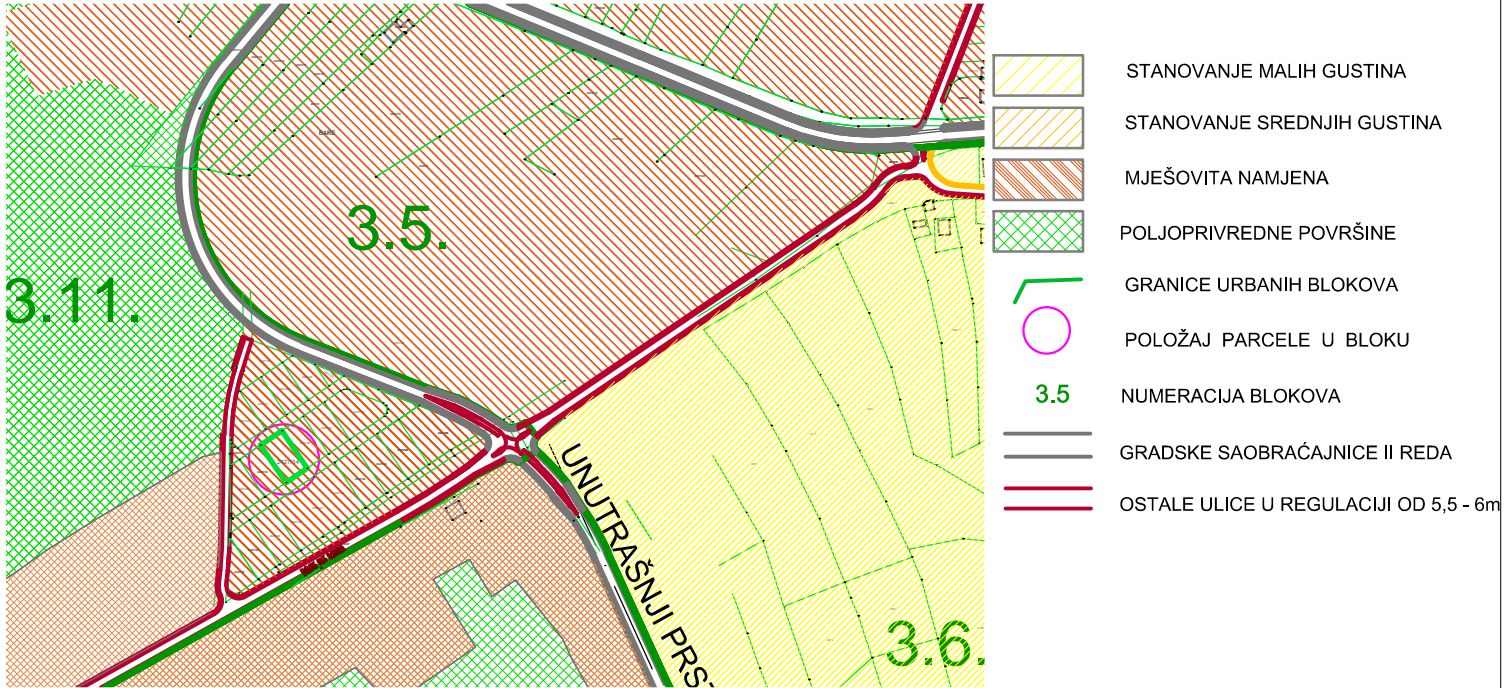 BARE
3.5.
3.11.
3.6.
UNUTRAŠNJI PRST
STANOVANJE MALIH GUSTINA
STANOVANJE SREDNJIH GUSTINA
MJEŠOVITA NAMJENA
POLJOPRIVREDNE POVRŠINE
GRANICE URBANIH BLOKOVA
POLOŽAJ PARCELE U BLOKU
3.5 NUMERACIJA BLOKOVA
GRADSKE SAOBRAĆAJNICE II REDA
OSTALE ULICE U REGULACIJI OD 5,5 - 6m